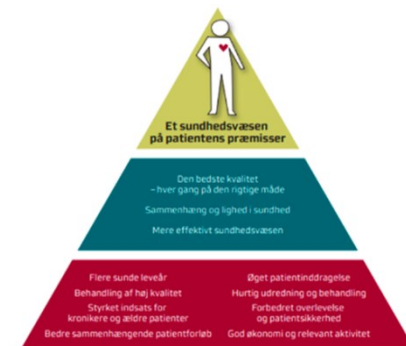 Et sundhedsvæsen
på patientens præmisser
Den bedste kvalitet
– hver gang på den rigtige måde
Sammenhæng og lighed i sundhed
Mere effektivt sundhedsvæsen
Flere sunde leveår
Behandling af høj kvalitet
Styrket indsats for
kronikere og ældre patienter
Bedre sammenhængende patientforløb
Øget patientinddragelse
Hurtig udredning og behandling
Forbedret overlevelse
og patientsikkerhed
God økonomi og relevant aktivitet